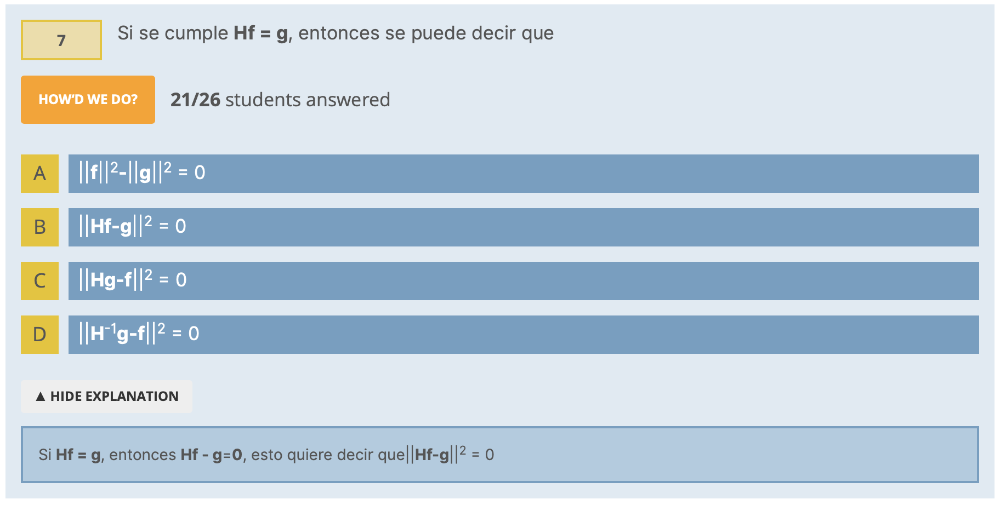 7
Si se cumple Hf = g, entonces se puede decir que
HOW'D WE DO?
21/26 students answered
A
||f||²-||g||² = 0
B
||Hf-g||² = 0
C
||Hg-f||² = 0
D
||H⁻¹g-f||² = 0
▲ HIDE EXPLANATION
Si Hf = g, entonces Hf - g=0, esto quiere decir que||Hf-g||² = 0